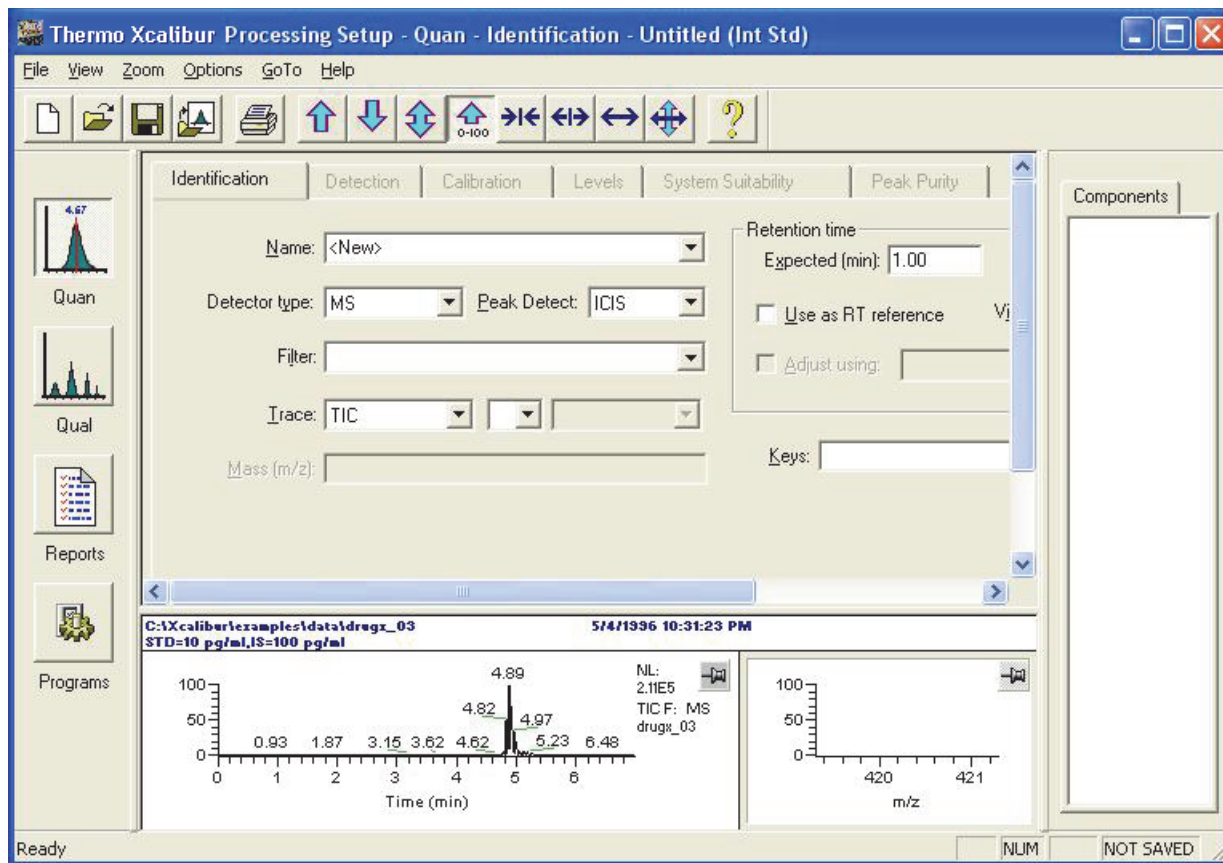 Thermo Xcalibur Processing Setup - Quan - Identification - Untitled (Int Std)
File View Zoom Options GoTo Help
0-100
Identification Detection Calibration Levels System Suitability Peak Purity
Components
4.67
Quan
Qual
Reports
Programs
Name: <New>
Detector type: MS Peak Detect: ICIS
Filter:
Trace: TIC
Mass (m/z):
Retention time
Expected (min): 1.00
Use as RT reference Vi
Adjust using:
Keys:
C:\Xcalibur\examples\data\drugx_03 5/4/1996 10:31:23 PM
STD=10 pg/ml,IS=100 pg/ml
100
50
0
4.89
4.82 4.97
0.93 1.87 3.15 3.62 4.62 5.23 6.48
0 1 2 3 4 5 6
Time (min)
NL:
2.11E5
TIC F: MS
drugx_03
100
50
0
420 421
m/z
Ready NUM NOT SAVED